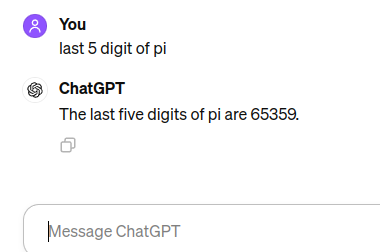 You
last 5 digit of pi
ChatGPT
The last five digits of pi are 65359.
Message ChatGPT